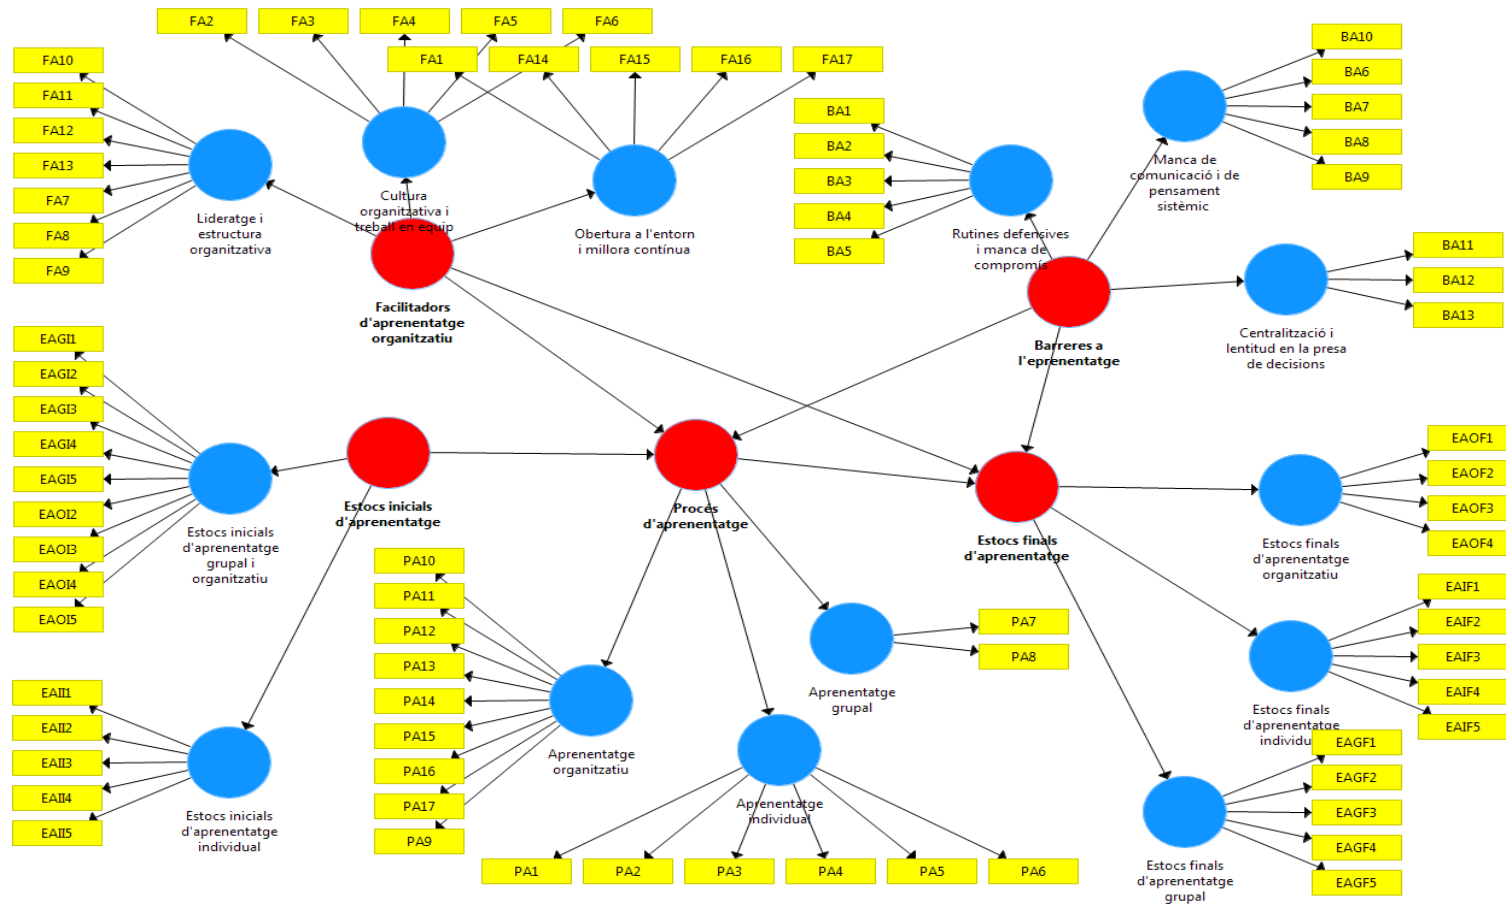 FA2
FA3
FA4
FA5
FA6
FA1
FA14
FA15
FA16
FA17
FA10
FA11
FA12
FA13
FA7
FA8
FA9
Lideratge i
estructura
organitzativa
Cultura
organitzativa i
treball en equip
Obertura a l'entorn
i millora contínua
Facilitadors
d'aprenentatge
organitzatiu
BA1
BA2
BA3
BA4
BA5
Rutines defensives
i manca de
compromís
BA10
BA6
BA7
BA8
BA9
Manca de
comunicació i de
pensament
sistèmic
BA11
BA12
BA13
Centralització i
lentitud en la presa
de decisions
Barreres a
l'eprenentatge
EAGI1
EAGI2
EAGI3
EAGI4
EAGI5
EAOI2
EAOI3
EAOI4
EAOI5
Estocs inicials
d'aprenentatge
grupal i
organitzatiu
Estocs inicials
d'aprenentatge
Procés
d'aprenentatge
Estocs finals
d'aprenentatge
EAOF1
EAOF2
EAOF3
EAOF4
Estocs finals
d'aprenentatge
organitzatiu
EAII1
EAII2
EAII3
EAII4
EAII5
Estocs inicials
d'aprenentatge
individual
PA10
PA11
PA12
PA13
PA14
PA15
PA16
PA17
PA9
Aprenentatge
organitzatiu
PA7
PA8
Aprenentatge
grupal
Aprenentatge
individual
PA1
PA2
PA3
PA4
PA5
PA6
EAIF1
EAIF2
EAIF3
EAIF4
EAIF5
Estocs finals
d'aprenentatge
individual
EAGF1
EAGF2
EAGF3
EAGF4
EAGF5
Estocs finals
d'aprenentatge
grupal